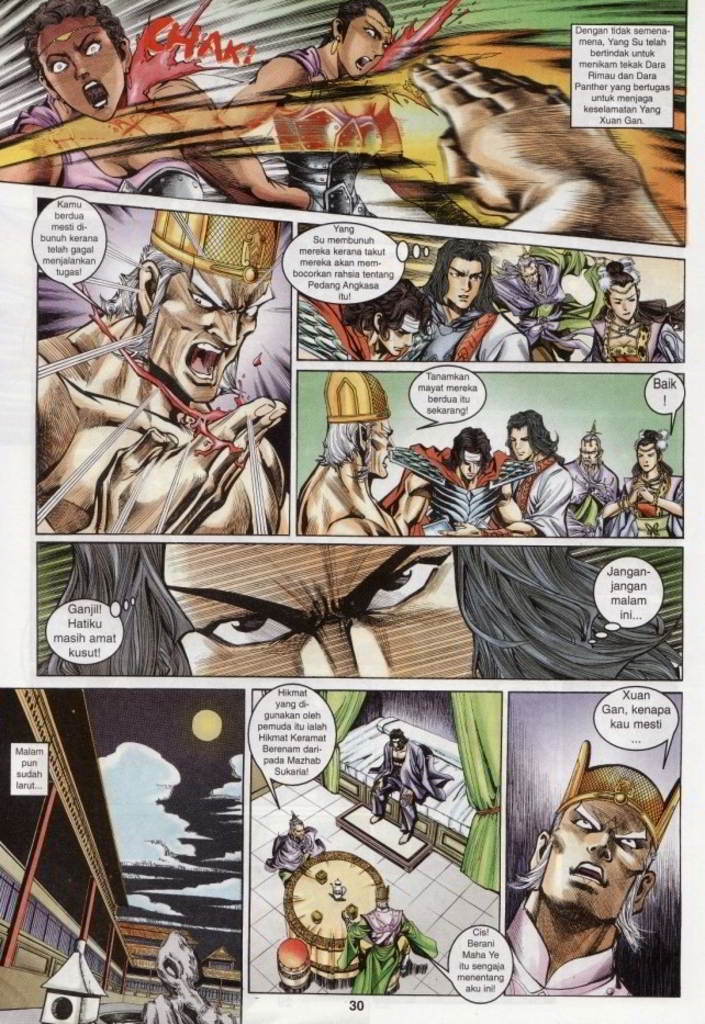 CHAK!
Dengan tidak semena-
mena, Yang Su telah
bertindak untuk
menikam tekak Dara
Rimau dan Dara
Panther yang bertugas
untuk menjaga
keselamatan Yang
Xuan Gan.
Kamu
berdua
mesti di-
bunuh kerana
telah gagal
menjalankan
tugas!
Yang
Su membunuh
mereka kerana takut
mereka akan mem-
bocorkan rahsia tentang
Pedang Angkasa
itu!
Tanamkan
mayat mereka
berdua itu
sekarang!
Baik
!
Ganjil!
Hatiku
masih amat
kusut!
Jangan-
jangan
malam
ini...
Malam
pun
sudah
larut...
Hikmat
yang di-
gunakan oleh
pemuda itu ialah
Hikmat Keramat
Berenam dari-
pada Mazhab
Sukaria!
Cis!
Berani
Maha Ye
itu sengaja
menentang
aku ini!
Xuan
Gan, kenapa
kau mesti
...
30